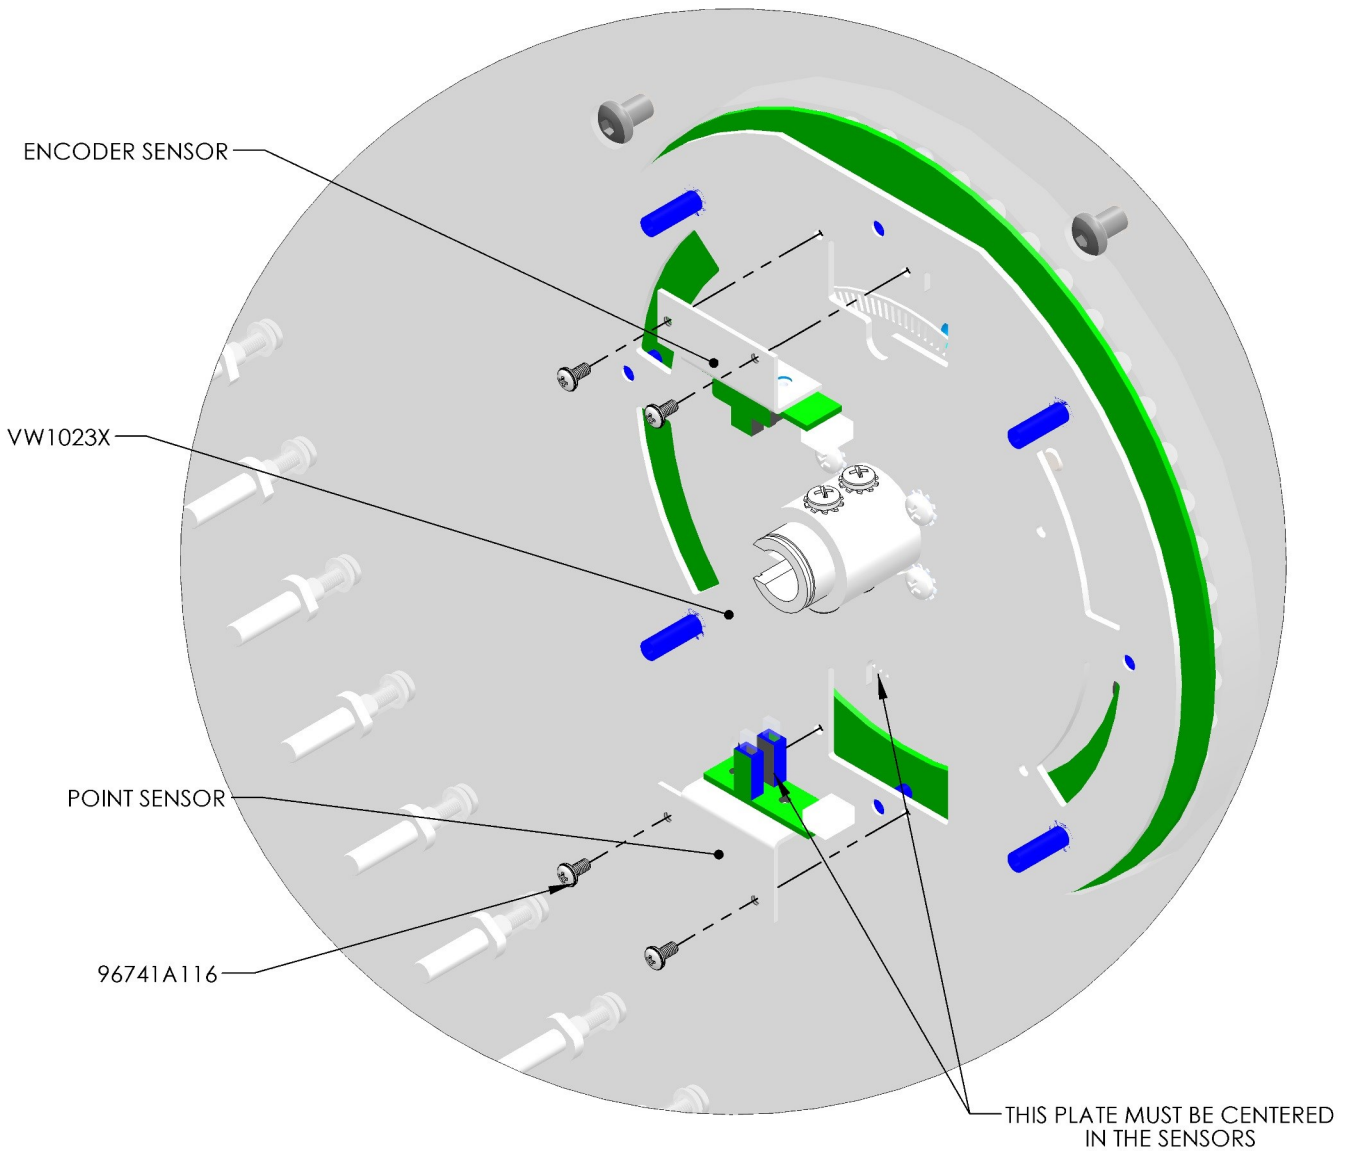 ENCODER SENSOR
VW1023X
POINT SENSOR
96741A116
THIS PLATE MUST BE CENTERED
IN THE SENSORS